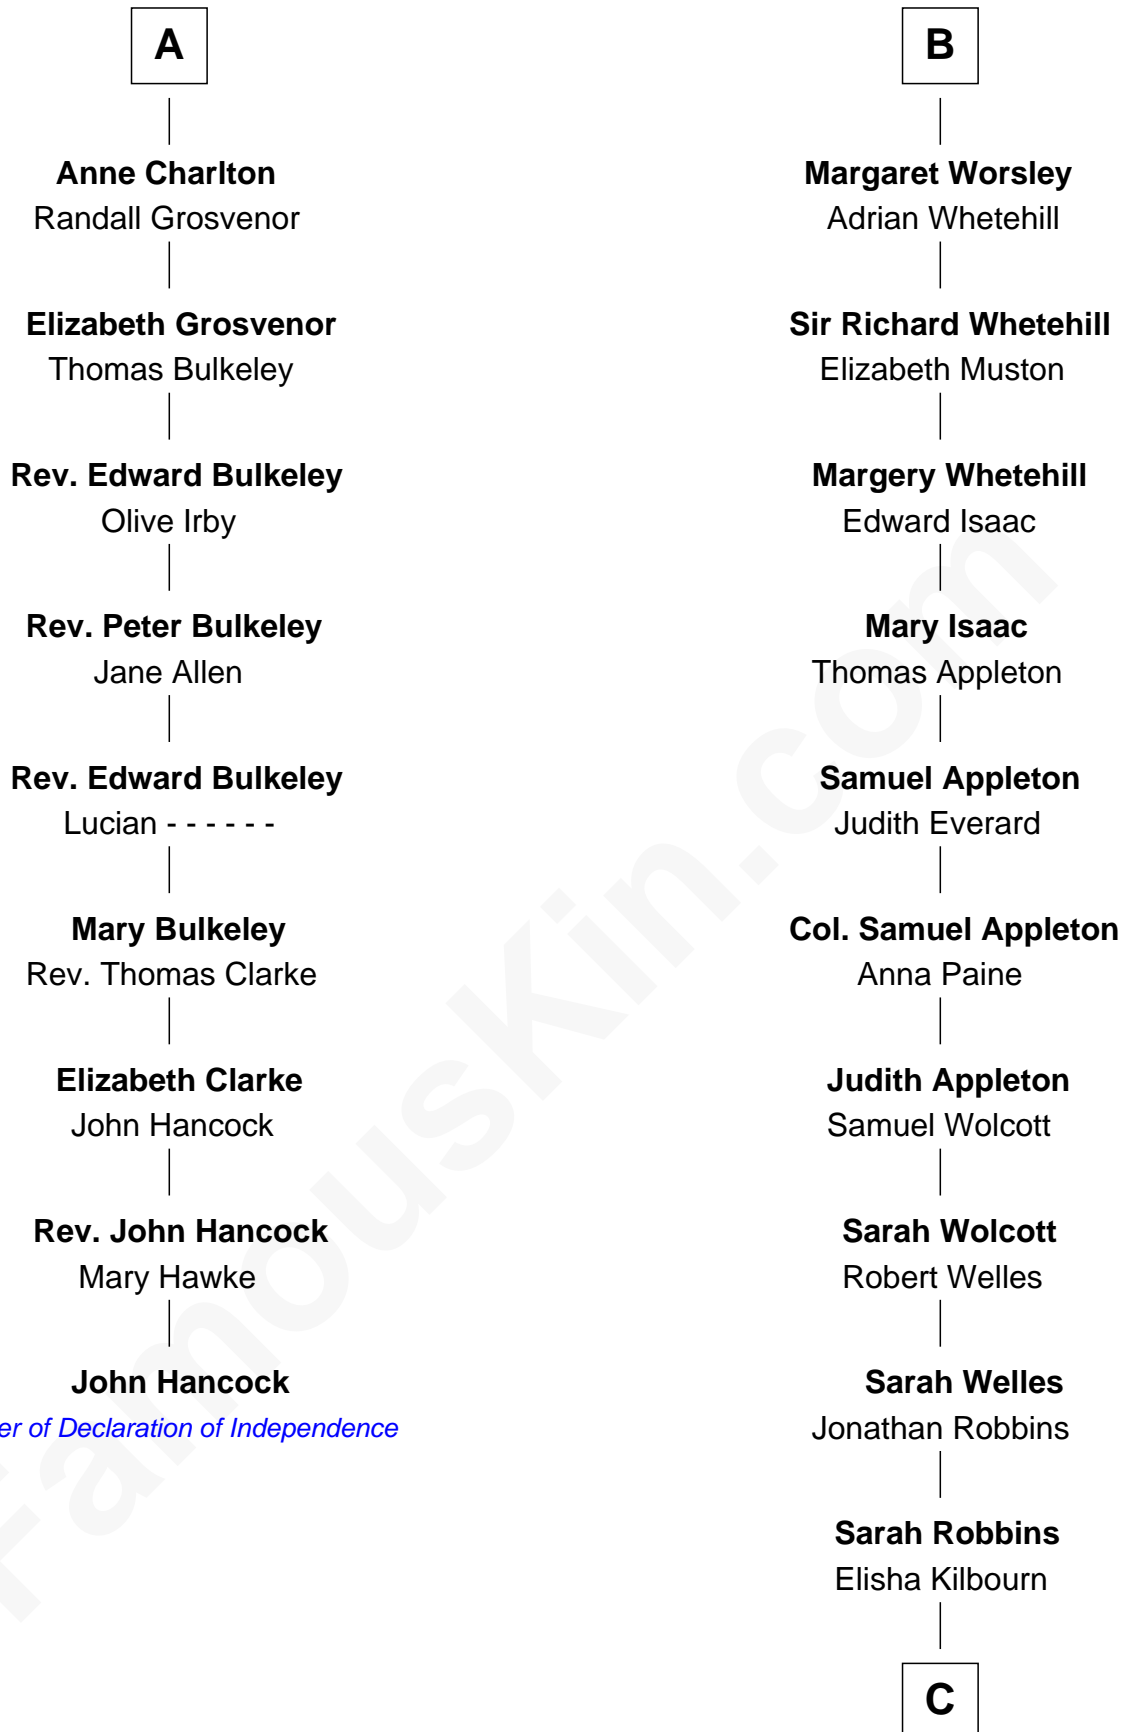 A
Anne Charlton
Randall Grosvenor
Elizabeth Grosvenor
Thomas Bulkeley
Rev. Edward Bulkeley
Olive Irby
Rev. Peter Bulkeley
Jane Allen
Rev. Edward Bulkeley
Lucian - - - - - -
Mary Bulkeley
Rev. Thomas Clarke
Elizabeth Clarke
John Hancock
Rev. John Hancock
Mary Hawke
John Hancock
er of Declaration of Independence
B
Margaret Worsley
Adrian Whetehill
Sir Richard Whetehill
Elizabeth Muston
Margery Whetehill
Edward Isaac
Mary Isaac
Thomas Appleton
Samuel Appleton
Judith Everard
Col. Samuel Appleton
Anna Paine
Judith Appleton
Samuel Wolcott
Sarah Wolcott
Robert Welles
Sarah Welles
Jonathan Robbins
Sarah Robbins
Elisha Kilbourn
C
FamousKin.com